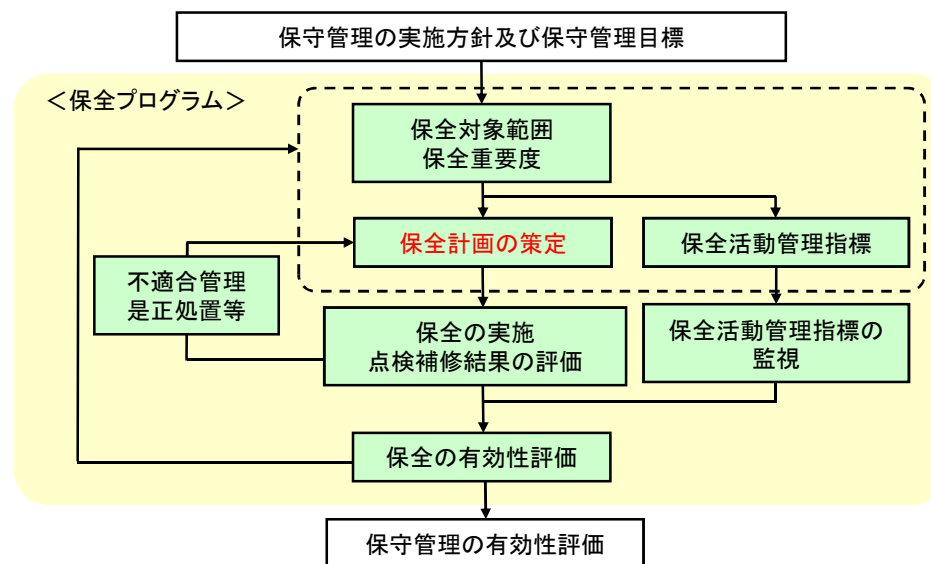 保守管理の実施方針及び保守管理目標
＜保全プログラム＞
保全対象範囲
保全重要度
保全計画の策定
保全活動管理指標
不適合管理
是正処置等
保全の実施
点検補修結果の評価
保全活動管理指標の
監視
保全の有効性評価
保守管理の有効性評価